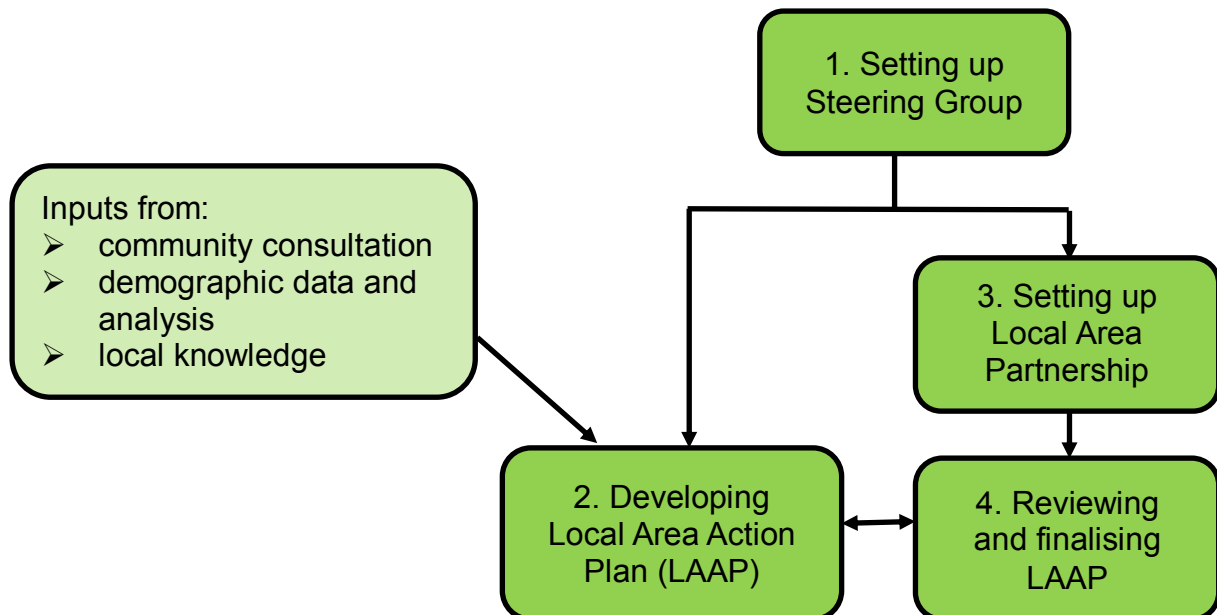 1. Setting up
Steering Group
Inputs from:
➢ community consultation
➢ demographic data and
analysis
➢ local knowledge
3. Setting up
Local Area
Partnership
2. Developing
Local Area Action
Plan (LAAP)
4. Reviewing
and finalising
LAAP